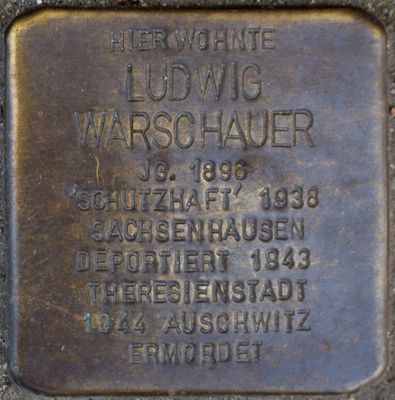 HIER WOHNTE
LUDWIG
WARSCHAUER
JG. 1896
'SCHUTZHAFT' 1938
SACHSENHAUSEN
DEPORTIERT 1943
THERESIENSTADT
1944 AUSCHWITZ
ERMORDET